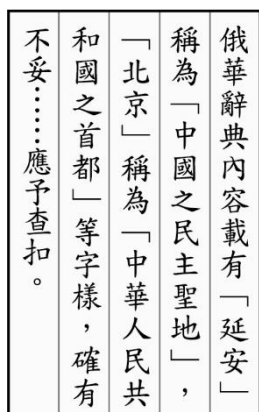 俄華辭典內容載有「延安」
稱為「中國之民主聖地」，
「北京」稱為「中華人民共
和國之首都」等字樣，確有
不妥……應予查扣。